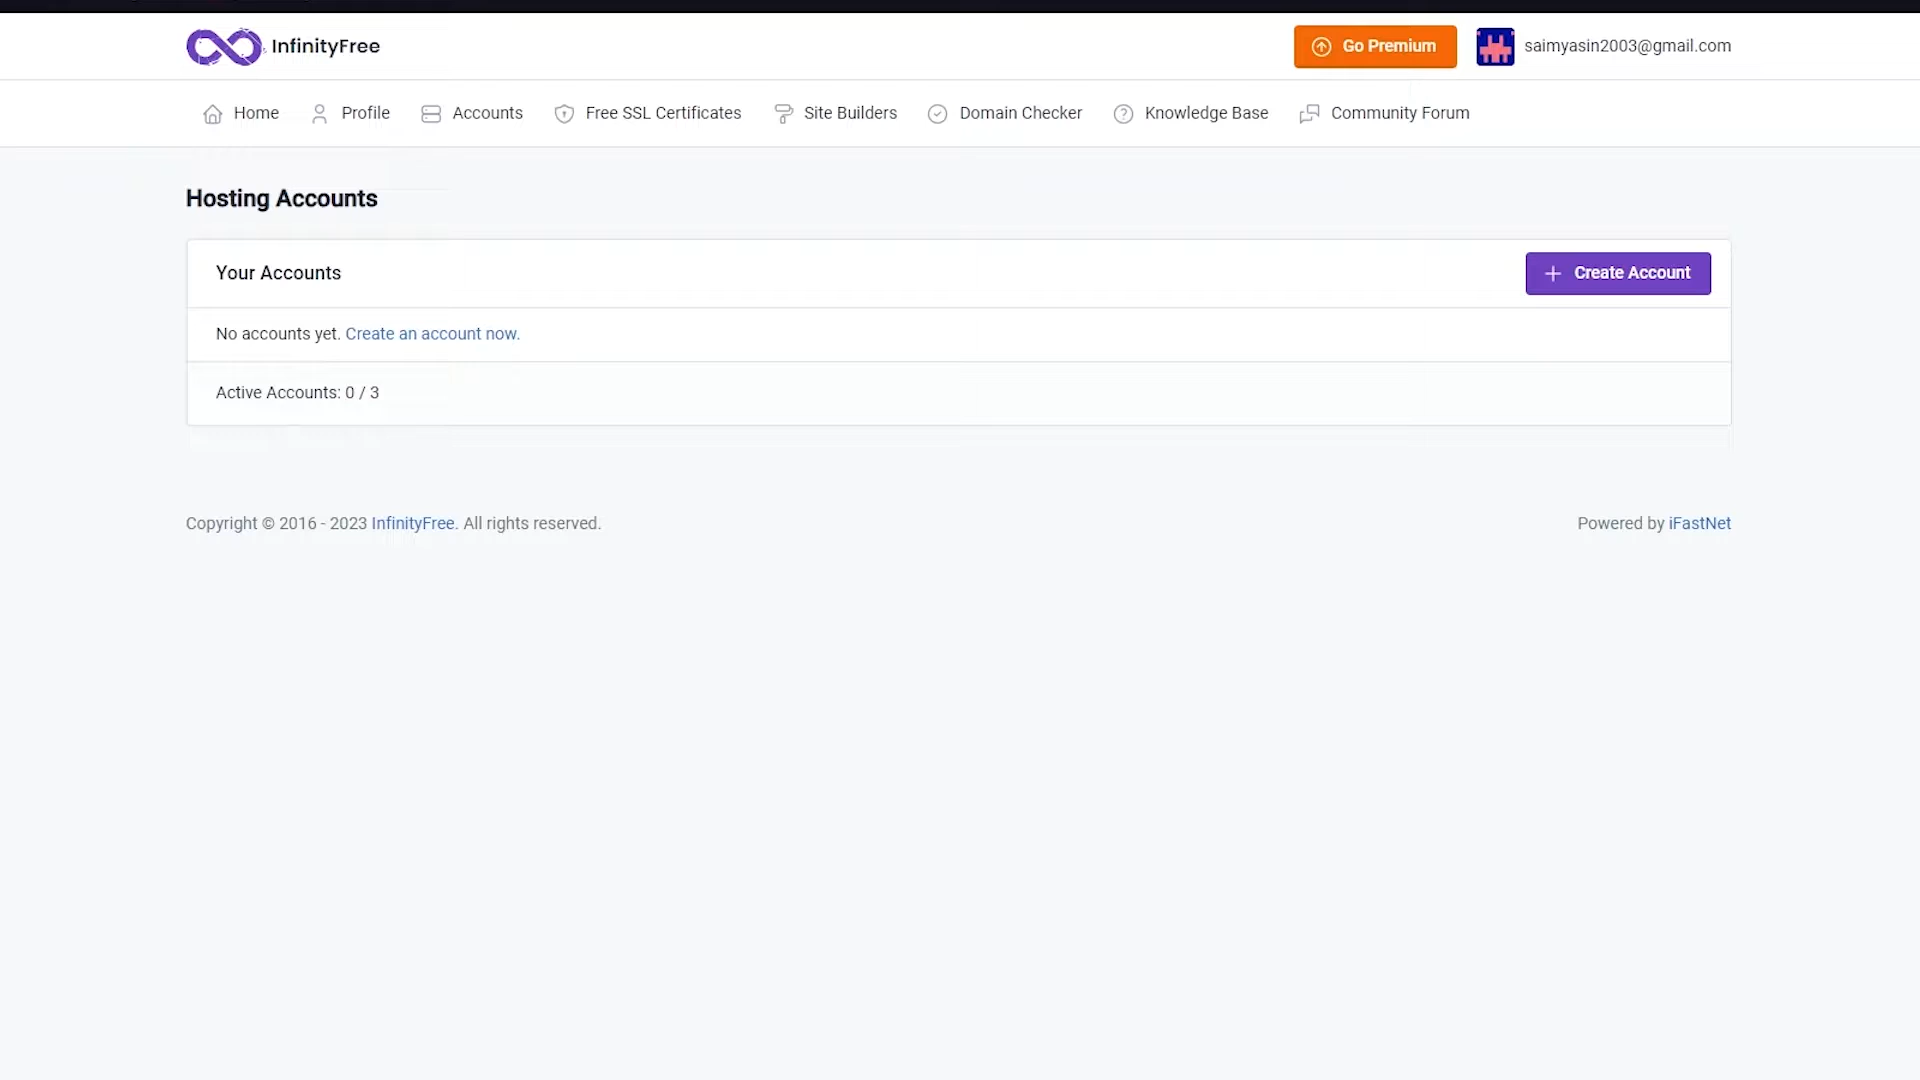 InfinityFree
Go Premium
saimyasin2003@gmail.com
Home Profile Accounts Free SSL Certificates Site Builders Domain Checker Knowledge Base Community Forum
Hosting Accounts
Your Accounts
Create Account
No accounts yet. Create an account now.
Active Accounts: 0 / 3
Copyright © 2016 - 2023 InfinityFree. All rights reserved.
Powered by iFastNet